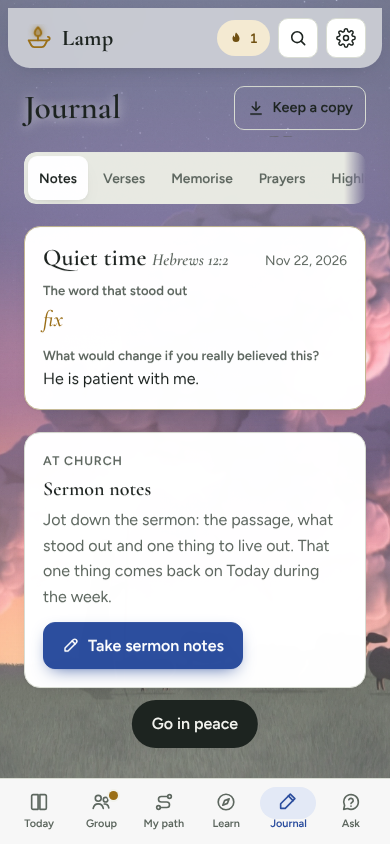 Lamp
1
Journal
Keep a copy
Notes
Verses
Memorise
Prayers
High
Quiet time Hebrews 12:2
Nov 22, 2026
The word that stood out
fix
What would change if you really believed this?
He is patient with me.
AT CHURCH
Sermon notes
Jot down the sermon: the passage, what
stood out and one thing to live out. That
one thing comes back on Today during
the week.
Take sermon notes
Go in peace
Today
Group
My path
Learn
Journal
Ask